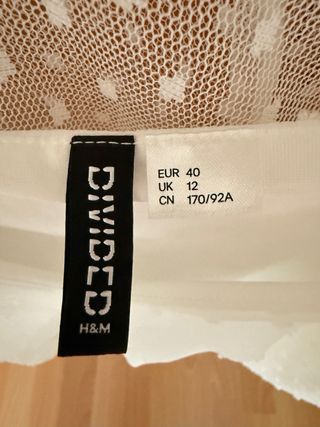 DIVIDED
H&M
EUR 40
UK 12
CN 170/92A